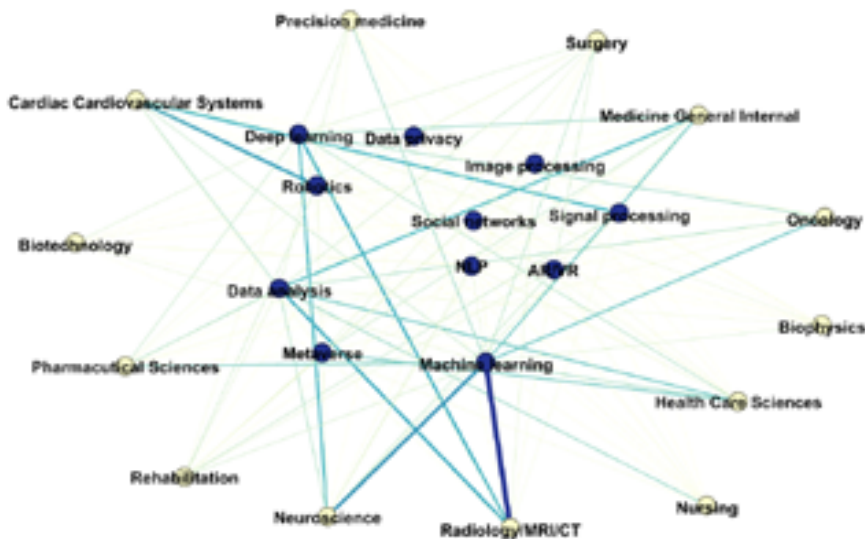 Precision medicine
Surgery
Cardiac Cardiovascular Systems
Medicine General Internal
Deep learning
Data privacy
Image processing
Robotics
Social networks
Signal processing
Oncology
Biotechnology
NLP
AR/VR
Data analysis
Biophysics
Metaverse
Machine learning
Pharmacutical Sciences
Health Care Sciences
Rehabilitation
Nursing
Neuroscience
Radiology/MRI/CT